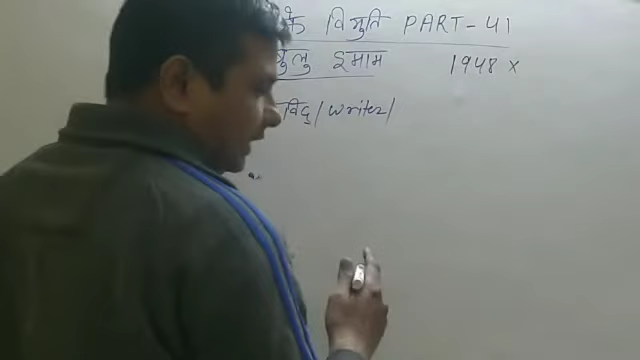 के विभुति PART-41
बुलु इमाम 1948 ×
विदु/writer/